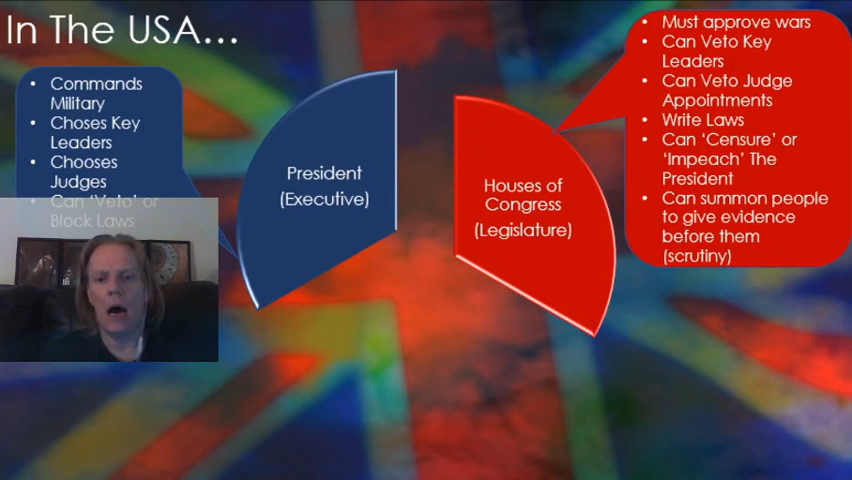 In The USA...
• Commands
Military
• Choses Key
Leaders
• Chooses
Judges
• Can ‘Veto’ or
Block Laws
President
(Executive)
Houses of
Congress
(Legislature)
• Must approve wars
• Can Veto Key
Leaders
• Can Veto Judge
Appointments
• Write Laws
• Can ‘Censure’ or
‘Impeach’ The
President
• Can summon people
to give evidence
before them
(scrutiny)